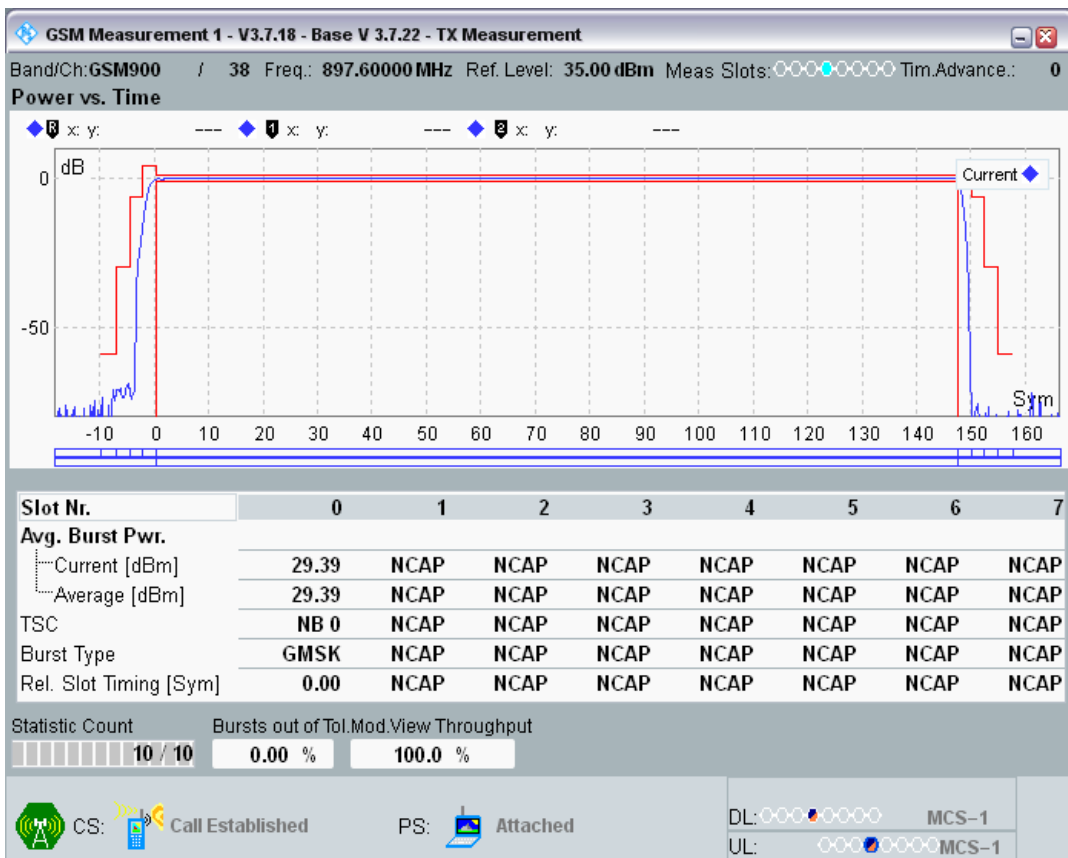 GSM Measurement 1 - V3.7.18 - Base V 3.7.22 - TX Measurement
Band/Ch:GSM900 / 38 Freq.: 897.60000 MHz Ref. Level: 35.00 dBm Meas Slots: Tim.Advance.: 0
Power vs. Time
R x: y: --- 1 x: y: --- 2 x: y: ---
dB
Current
0
-50
Sym
-10 0 10 20 30 40 50 60 70 80 90 100 110 120 130 140 150 160
Slot Nr. 0 1 2 3 4 5 6 7
Avg. Burst Pwr.
Current [dBm] 29.39 NCAP NCAP NCAP NCAP NCAP NCAP NCAP
Average [dBm] 29.39 NCAP NCAP NCAP NCAP NCAP NCAP NCAP
TSC NB 0 NCAP NCAP NCAP NCAP NCAP NCAP NCAP
Burst Type GMSK NCAP NCAP NCAP NCAP NCAP NCAP NCAP
Rel. Slot Timing [Sym] 0.00 NCAP NCAP NCAP NCAP NCAP NCAP NCAP
Statistic Count Bursts out of Tol.Mod.View Throughput
10 / 10 0.00 % 100.0 %
CS: Call Established PS: Attached
DL: MCS-1
UL: MCS-1